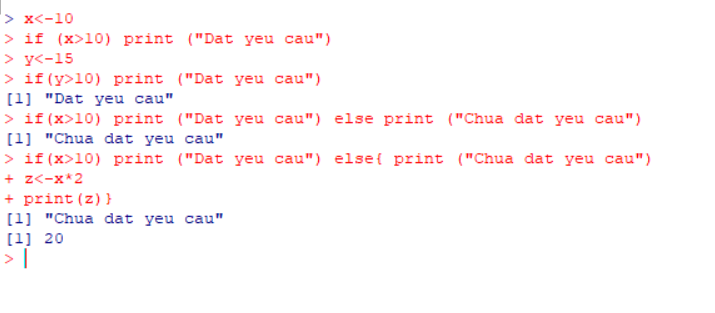 > x<-10
> if (x>10) print ("Dat yeu cau")
> y<-15
> if(y>10) print ("Dat yeu cau")
[1] "Dat yeu cau"
> if(x>10) print ("Dat yeu cau") else print ("Chua dat yeu cau")
[1] "Chua dat yeu cau"
> if(x>10) print ("Dat yeu cau") else{ print ("Chua dat yeu cau")
+ z<-x*2
+ print(z)}
[1] "Chua dat yeu cau"
[1] 20
>